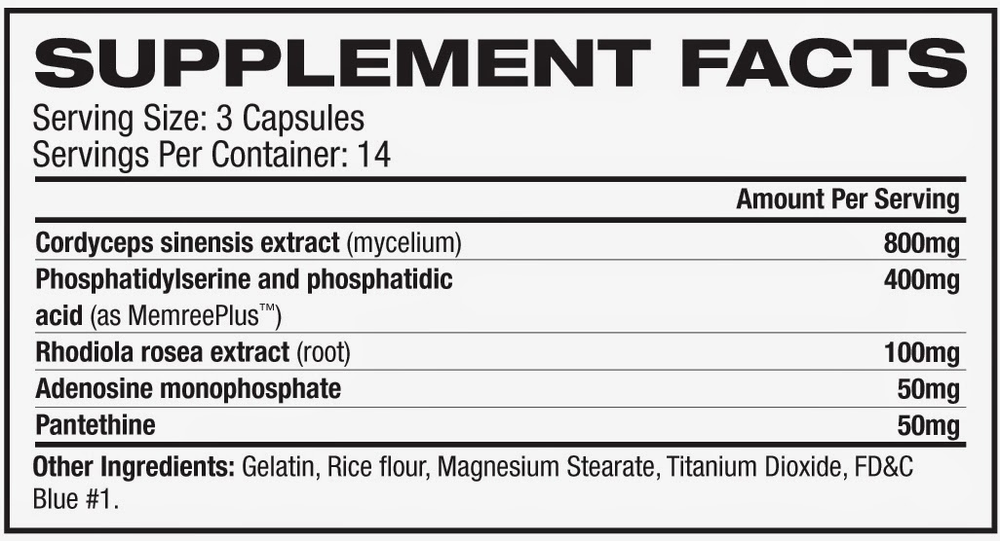 SUPPLEMENT FACTS
Serving Size: 3 Capsules
Servings Per Container: 14
Amount Per Serving
Cordyceps sinensis extract (mycelium) 800mg
Phosphatidylserine and phosphatidic 400mg
acid (as MemreePlus™)
Rhodiola rosea extract (root) 100mg
Adenosine monophosphate 50mg
Pantethine 50mg
Other Ingredients: Gelatin, Rice flour, Magnesium Stearate, Titanium Dioxide, FD&C
Blue #1.